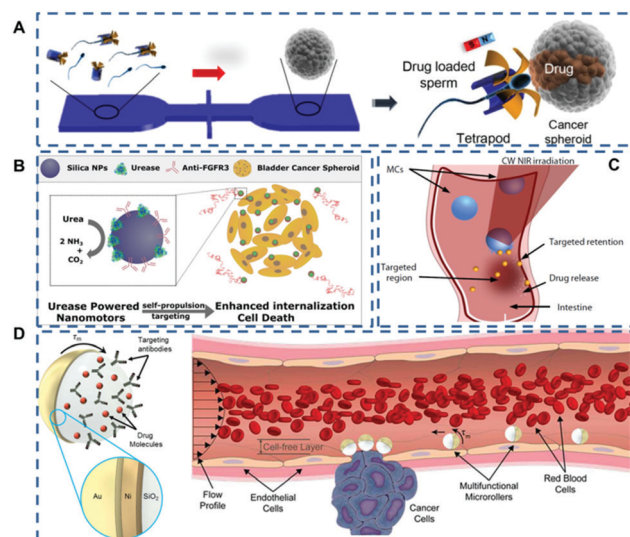 A
S N
Drug loaded
sperm
Drug
Tetrapod
Cancer
spheroid
B
Silica NPs Urease Anti-FGFR3 Bladder Cancer Spheroid
Urea
2 NH3
+
CO2
Urease Powered
Nanomotors
self-propulsion
targeting
Enhanced internalization
Cell Death
C
CW NIR irradiation
MCs
Targeted
retention
Targeted
region
Drug release
Intestine
D
τm
Targeting
antibodies
Drug
Molecules
Au
Ni
SiO2
Cell-free Layer
τm
Flow
Profile
Endothelial
Cells
Cancer
Cells
Multifunctional
Microrollers
Red Blood
Cells